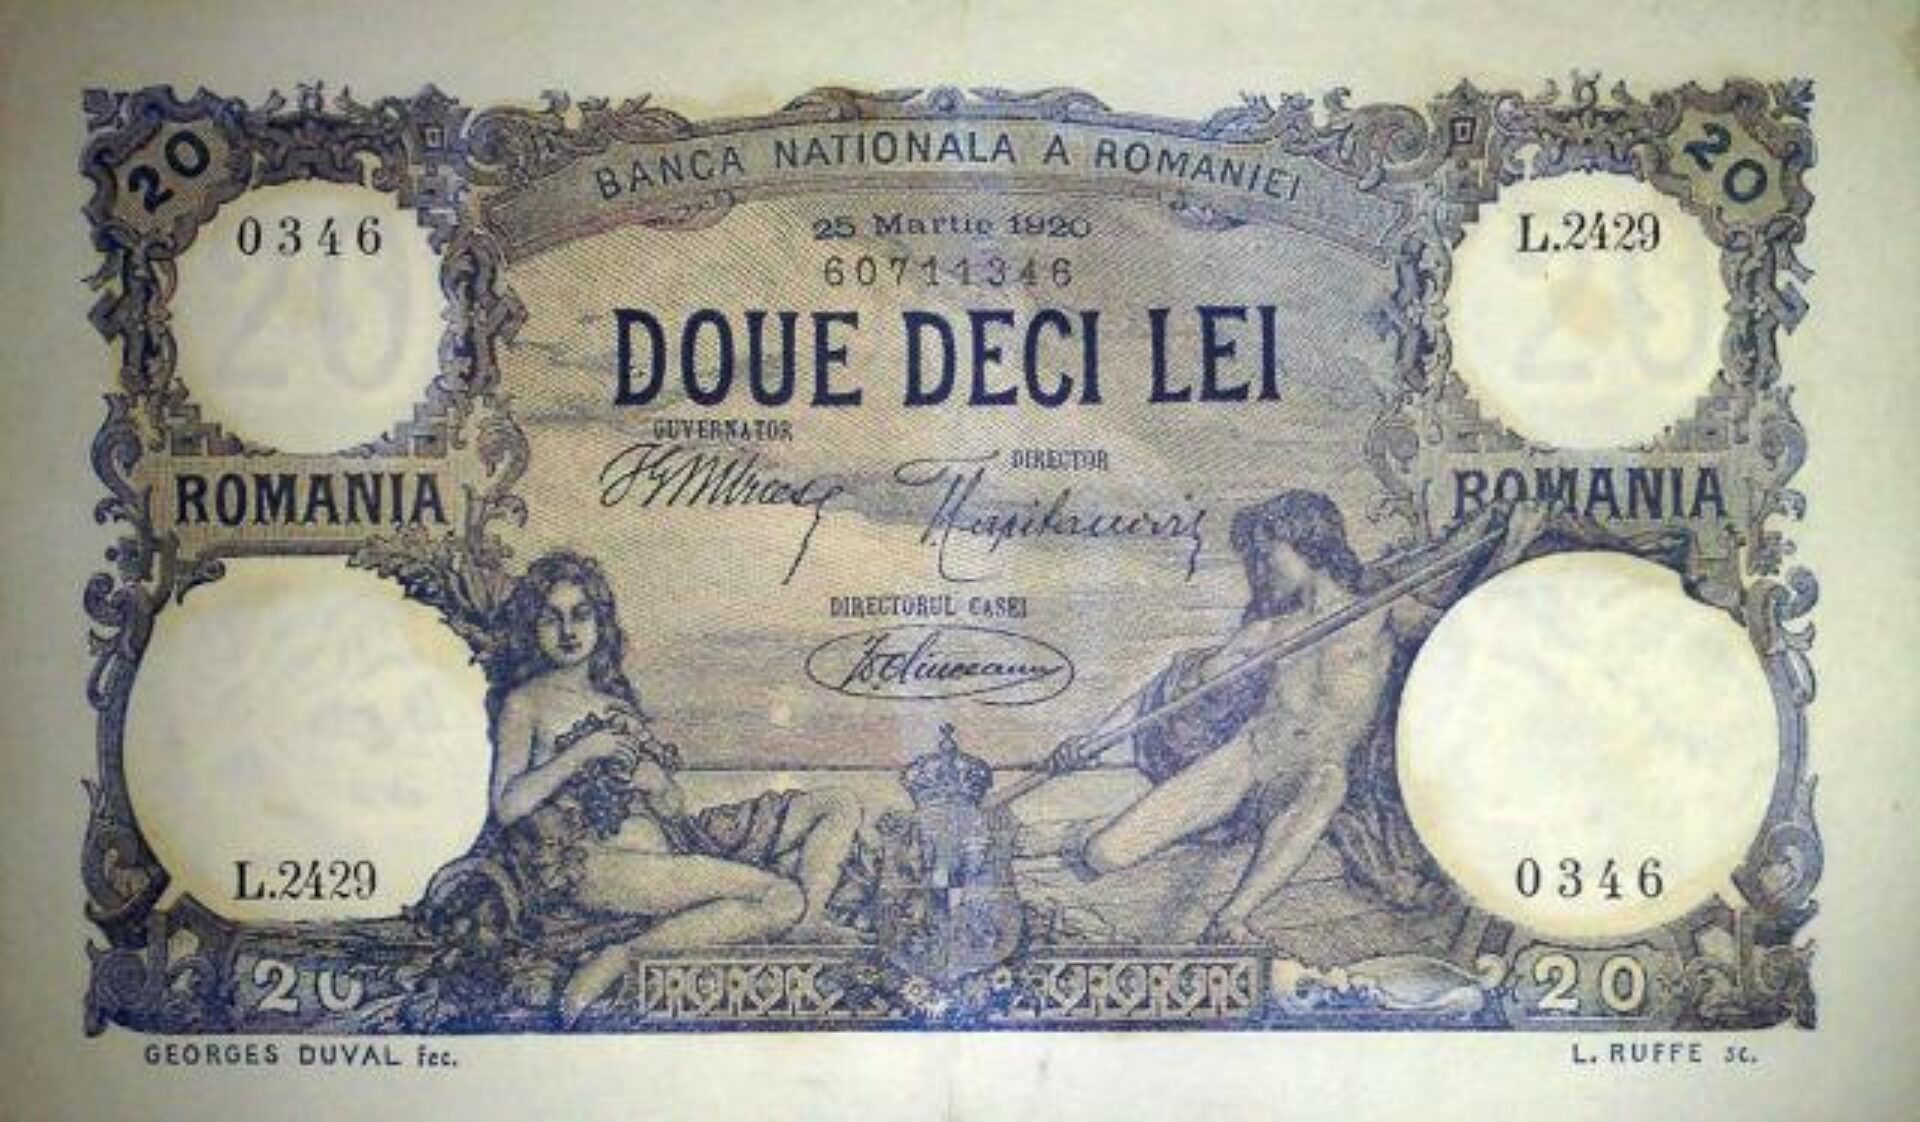 20
20
BANCA NATIONALA A ROMANIEI
0346
25 Martie 1920
L.2429
60711346
DOUE DECI LEI
GUVERNATOR
DIRECTOR
ROMANIA
ROMANIA
DIRECTORUL CASEI
L.2429
0346
20
20
GEORGES DUVAL fec.
L. RUFFE sc.